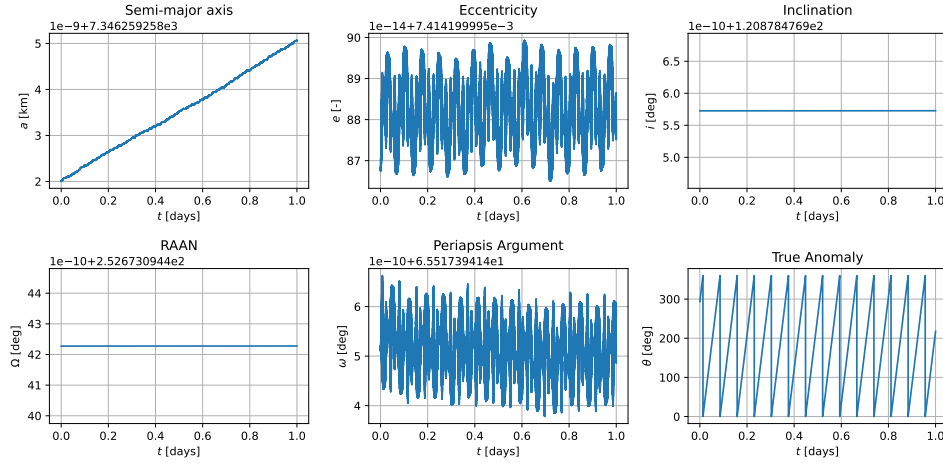 Semi-major axis
1e-9+7.346259258e3
5
4
3
2
a [km]
0.0 0.2 0.4 0.6 0.8 1.0
t [days]
Eccentricity
1e-14+7.414199995e-3
90
89
88
87
e [-]
0.0 0.2 0.4 0.6 0.8 1.0
t [days]
Inclination
1e-10+1.208784769e2
6.5
6.0
5.5
5.0
i [deg]
0.0 0.2 0.4 0.6 0.8 1.0
t [days]
RAAN
1e-10+2.526730944e2
44
43
42
41
40
Ω [deg]
0.0 0.2 0.4 0.6 0.8 1.0
t [days]
Periapsis Argument
1e-10+6.551739414e1
6
5
4
ω [deg]
0.0 0.2 0.4 0.6 0.8 1.0
t [days]
True Anomaly
300
200
100
0
θ [deg]
0.0 0.2 0.4 0.6 0.8 1.0
t [days]